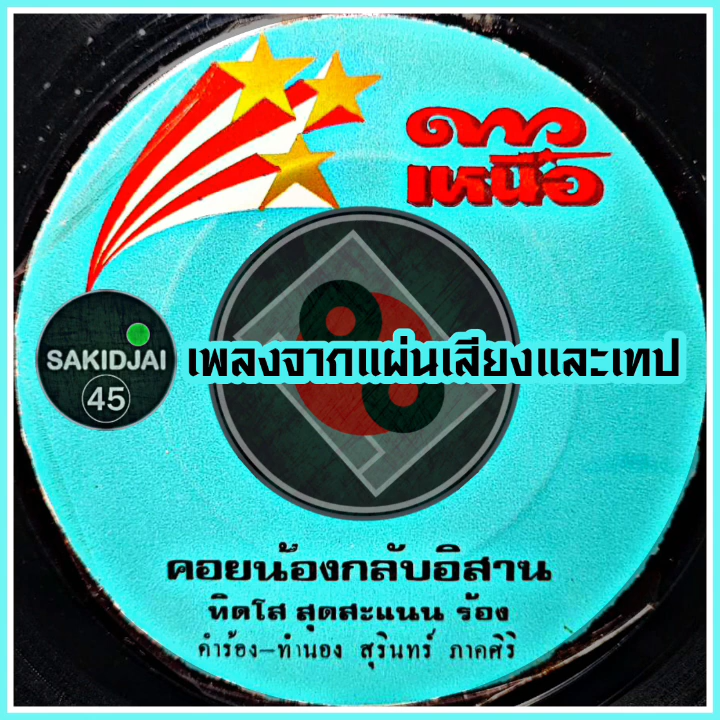 ดาว
เหนือ
SAKIDJAI
45
เพลงจากแผ่นเสียงและเทป
คอยน้องกลับอิสาน
ทิดโส สุดสะแนน ร้อง
คำร้อง-ทำนอง สุรินทร์ ภาคศิริ